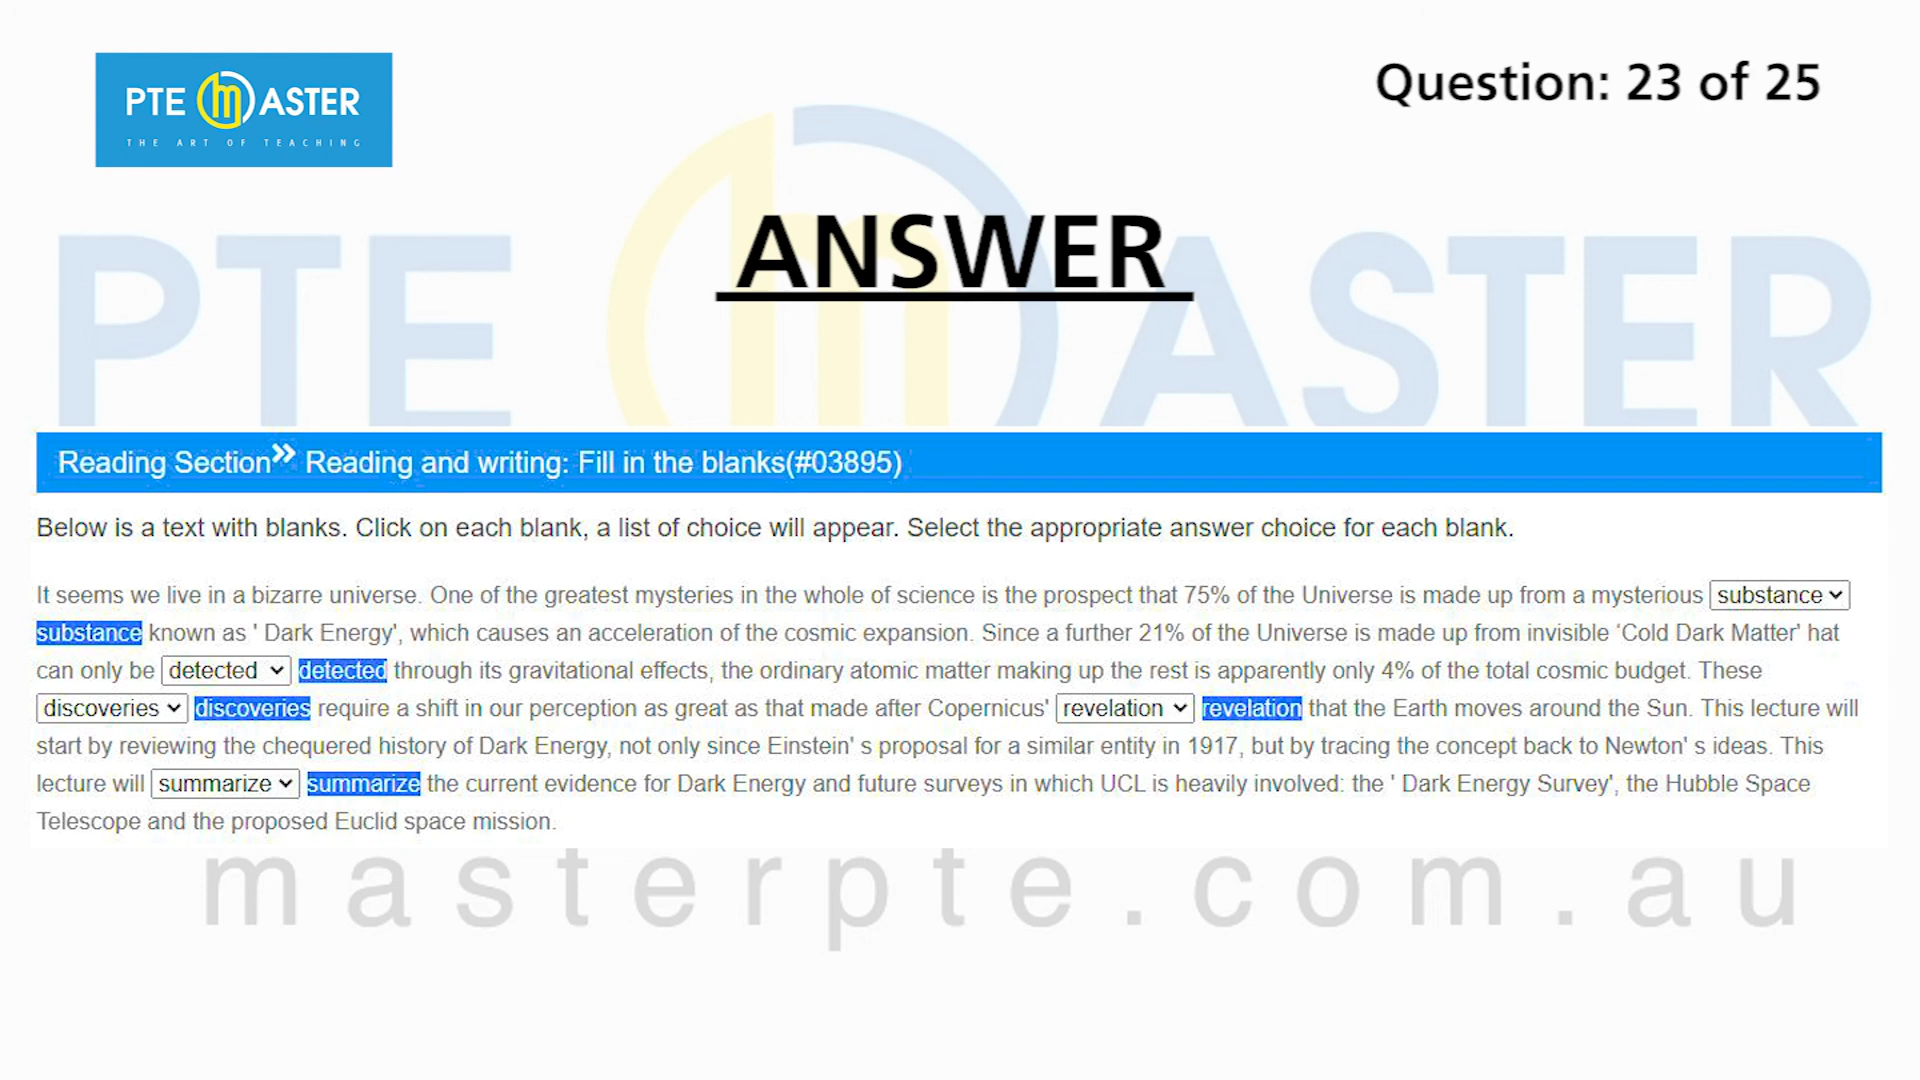 PTE MASTER
THE ART OF TEACHING
Question: 23 of 25
ANSWER
PTE MASTER
Reading Section» Reading and writing: Fill in the blanks(#03895)
Below is a text with blanks. Click on each blank, a list of choice will appear. Select the appropriate answer choice for each blank.
It seems we live in a bizarre universe. One of the greatest mysteries in the whole of science is the prospect that 75% of the Universe is made up from a mysterious substance
substance known as ' Dark Energy', which causes an acceleration of the cosmic expansion. Since a further 21% of the Universe is made up from invisible ‘Cold Dark Matter' hat
can only be detected detected through its gravitational effects, the ordinary atomic matter making up the rest is apparently only 4% of the total cosmic budget. These
discoveries discoveries require a shift in our perception as great as that made after Copernicus' revelation revelation that the Earth moves around the Sun. This lecture will
start by reviewing the chequered history of Dark Energy, not only since Einstein' s proposal for a similar entity in 1917, but by tracing the concept back to Newton' s ideas. This
lecture will summarize summarize the current evidence for Dark Energy and future surveys in which UCL is heavily involved: the ' Dark Energy Survey', the Hubble Space
Telescope and the proposed Euclid space mission.
masterpte.com.au